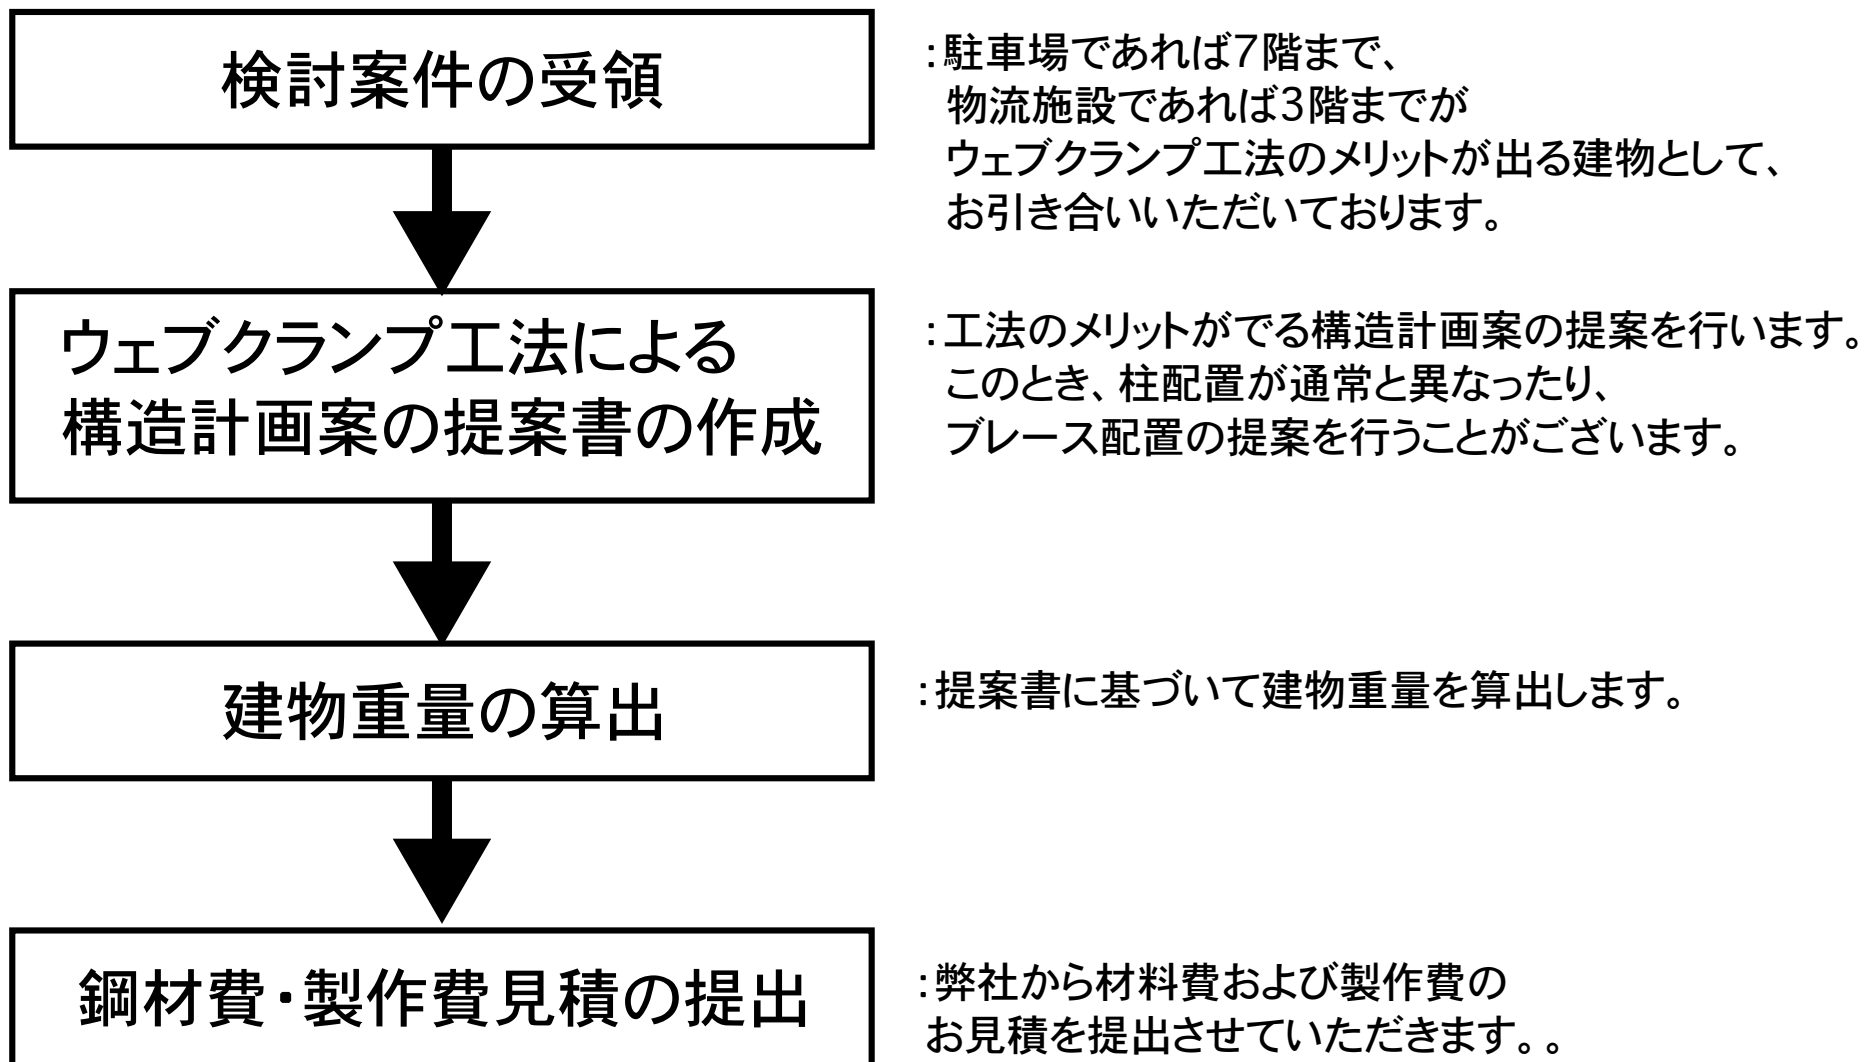 検討案件の受領
：駐車場であれば7階まで、
物流施設であれば3階までが
ウェブクランプ工法のメリットが出る建物として、
お引き合いいただいております。
ウェブクランプ工法による
構造計画案の提案書の作成
：工法のメリットがでる構造計画案の提案を行います。
このとき、柱配置が通常と異なったり、
ブレース配置の提案を行うことがございます。
建物重量の算出
：提案書に基づいて建物重量を算出します。
鋼材費・製作費見積の提出
：弊社から材料費および製作費の
お見積を提出させていただきます。。